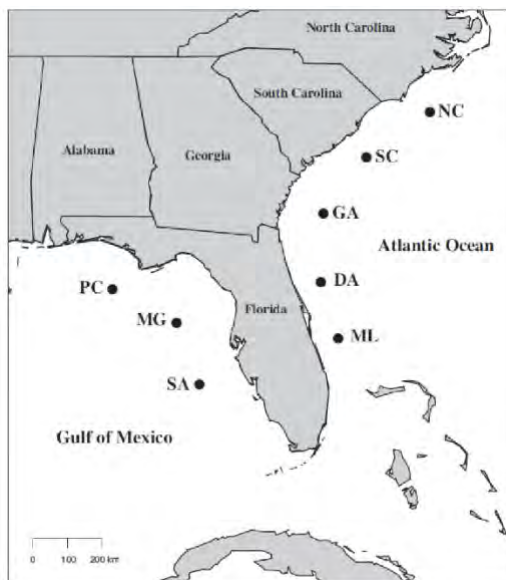 North Carolina
South Carolina
NC
Alabama
Georgia
SC
GA
Atlantic Ocean
PC
DA
MG
Florida
ML
SA
Gulf of Mexico
0 100 200 km